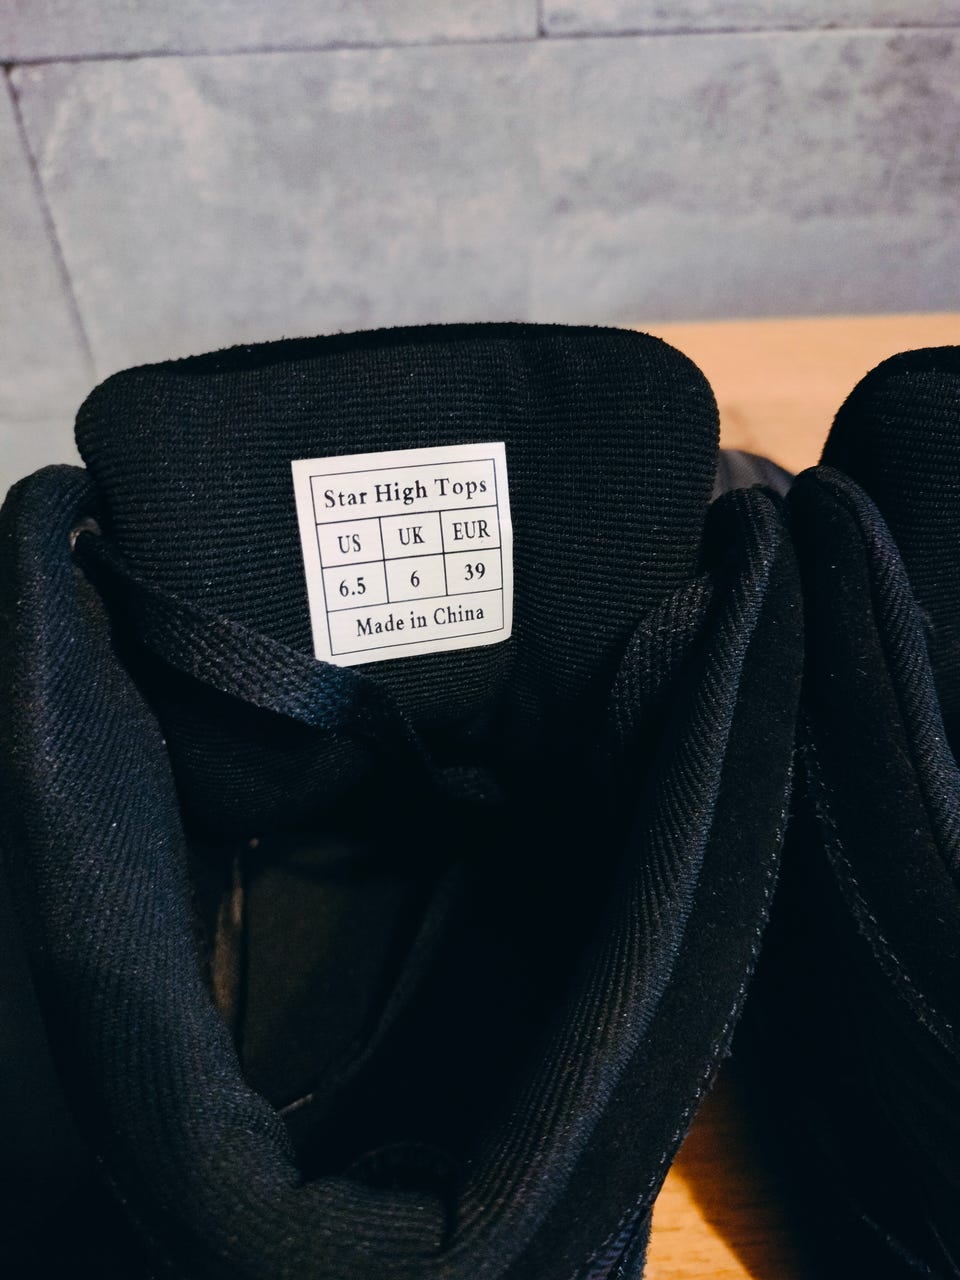 Star High Tops
US UK EUR
6.5 6 39
Made in China